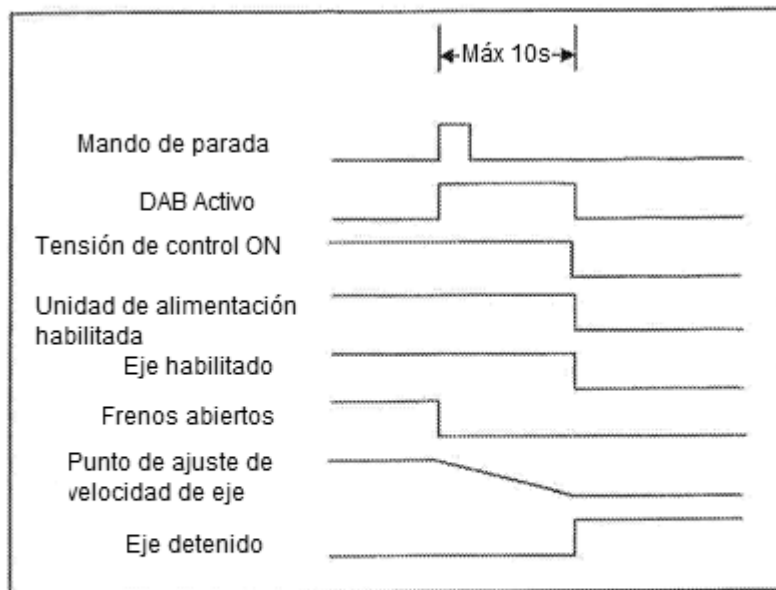 Máx 10s
Mando de parada
DAB Activo
Tensión de control ON
Unidad de alimentación
habilitada
Eje habilitado
Frenos abiertos
Punto de ajuste de
velocidad de eje
Eje detenido